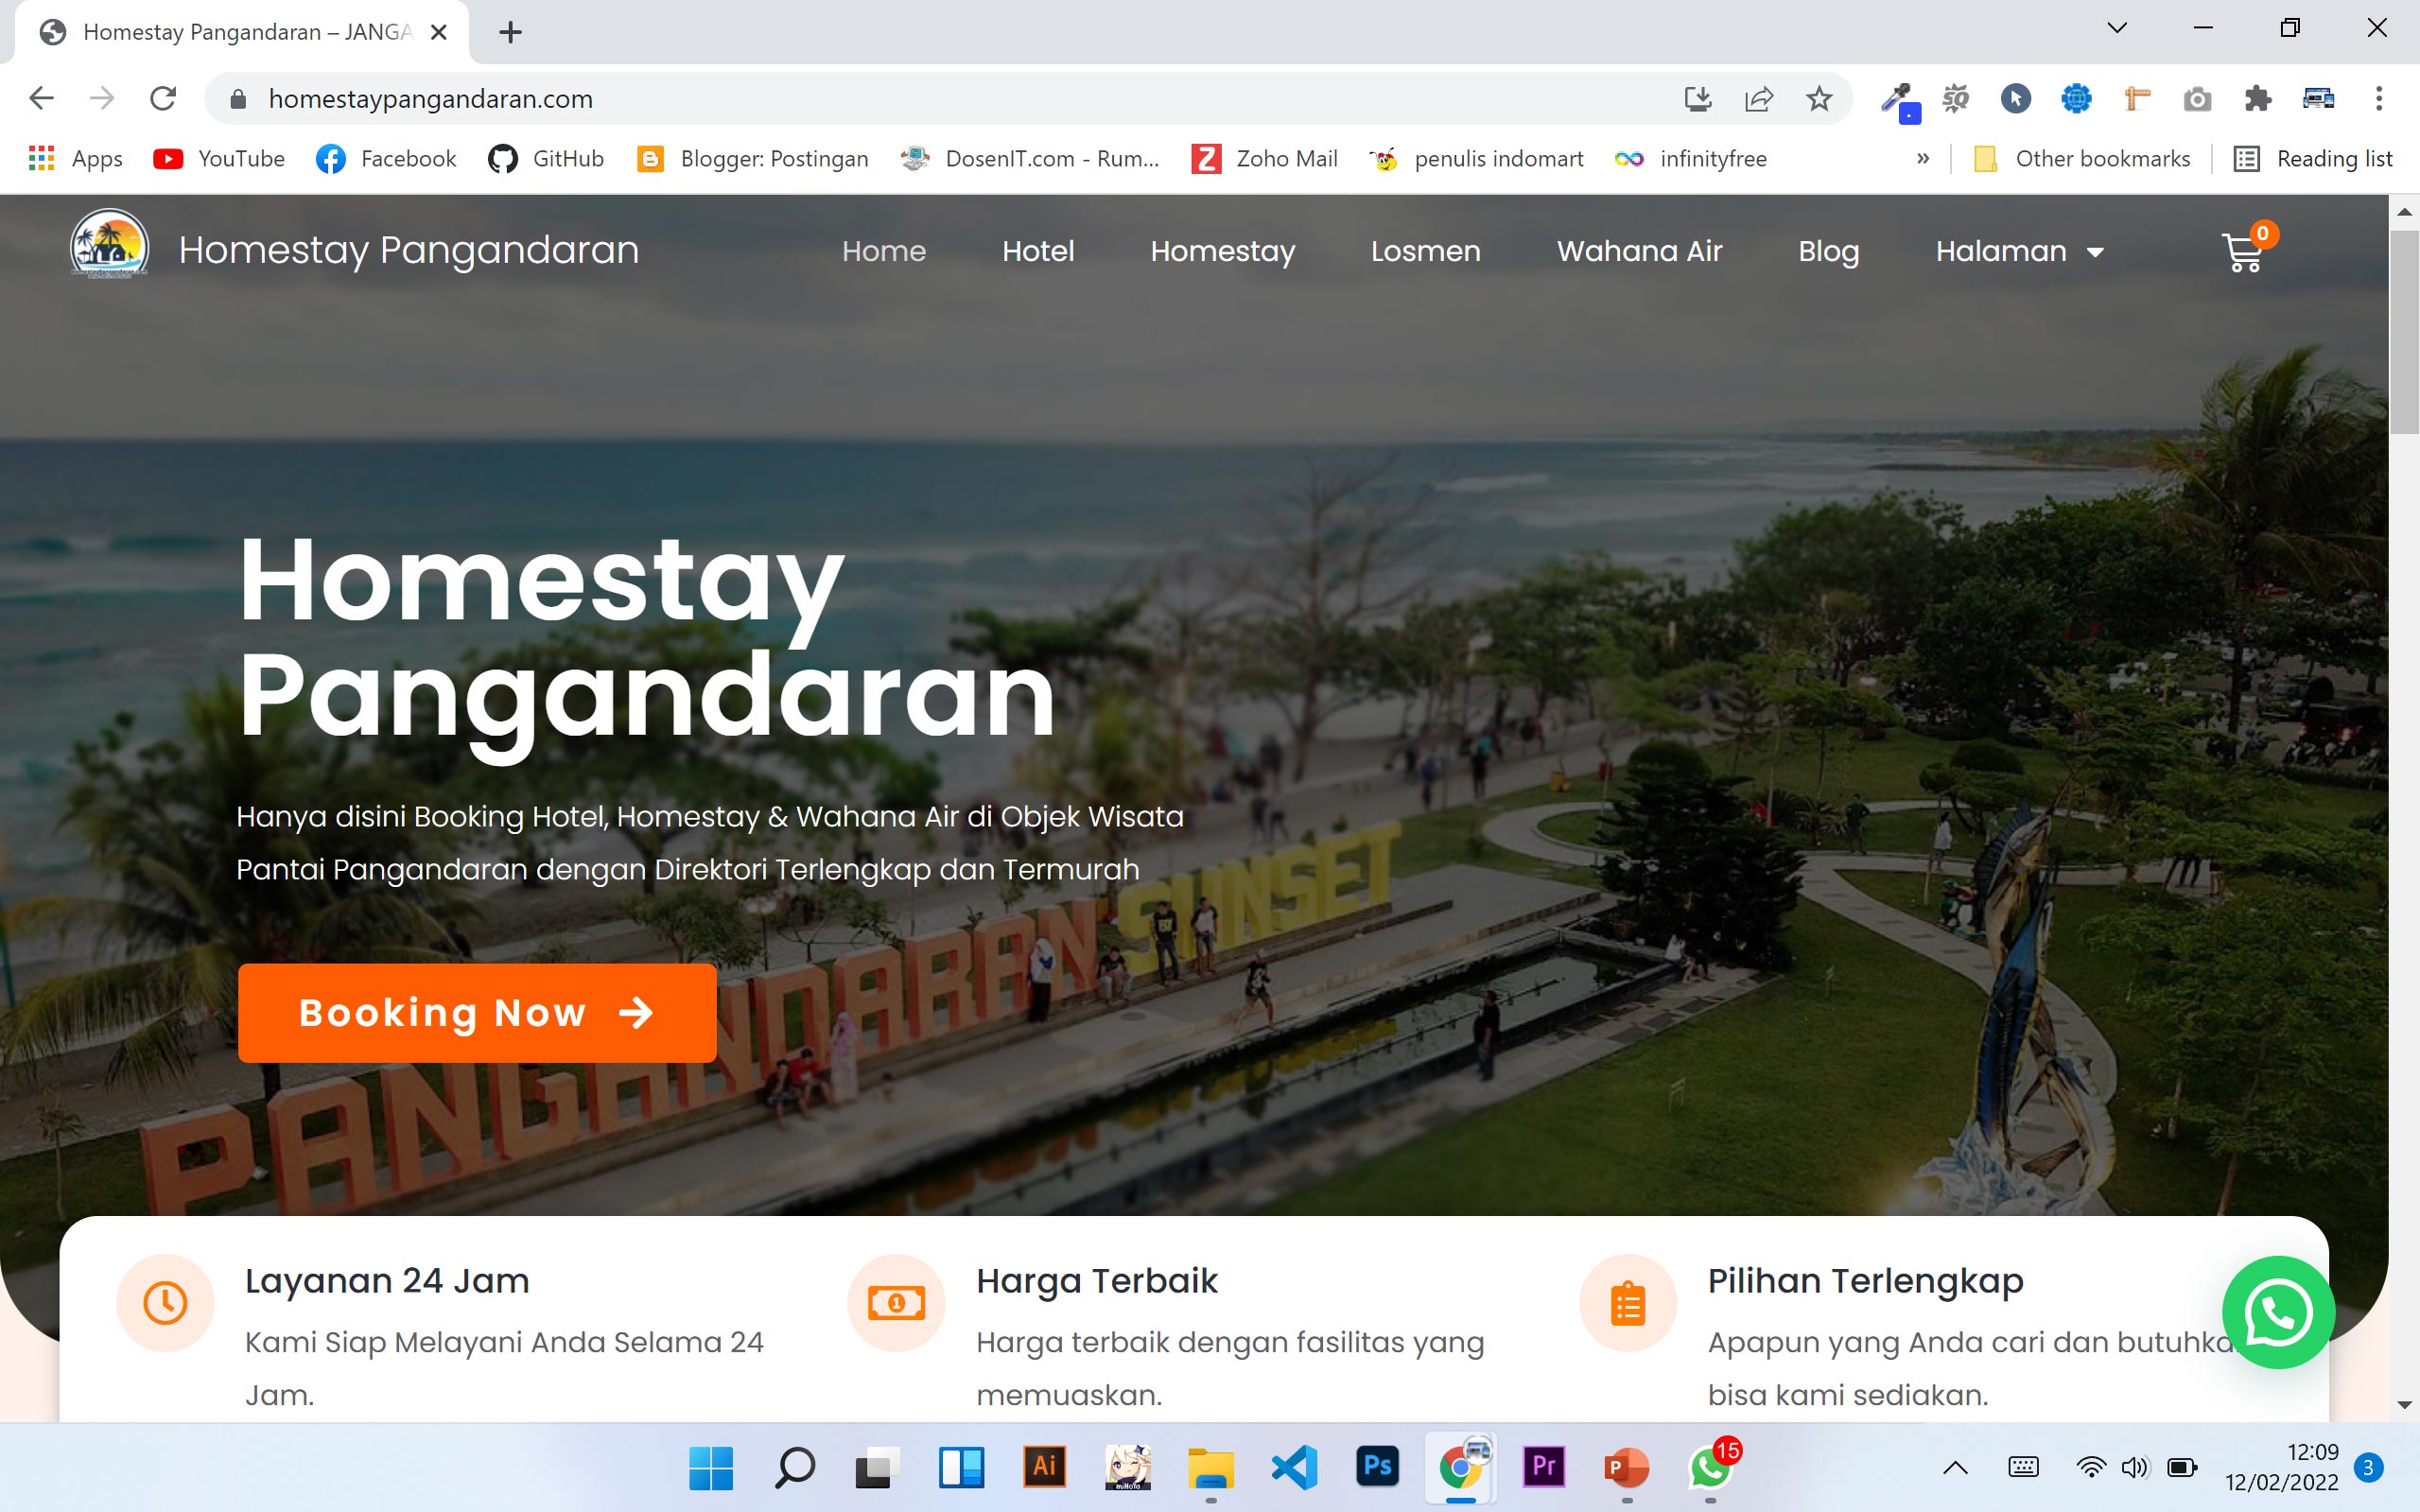 Homestay Pangandaran – JANGA
homestaypangandaran.com
Apps YouTube Facebook GitHub Blogger: Postingan DosenIT.com - Rum... Zoho Mail penulis indomart infinityfree » Other bookmarks Reading list
Homestay Pangandaran Home Hotel Homestay Losmen Wahana Air Blog Halaman 0
Homestay
Pangandaran
Hanya disini Booking Hotel, Homestay & Wahana Air di Objek Wisata
Pantai Pangandaran dengan Direktori Terlengkap dan Termurah
Booking Now
PANGANDARAN SUNSET
Layanan 24 Jam
Kami Siap Melayani Anda Selama 24
Jam.
Harga Terbaik
Harga terbaik dengan fasilitas yang
memuaskan.
Pilihan Terlengkap
Apapun yang Anda cari dan butuhka
bisa kami sediakan.
Ai miHoYo Ps Pr P 15
12:09
12/02/2022
3